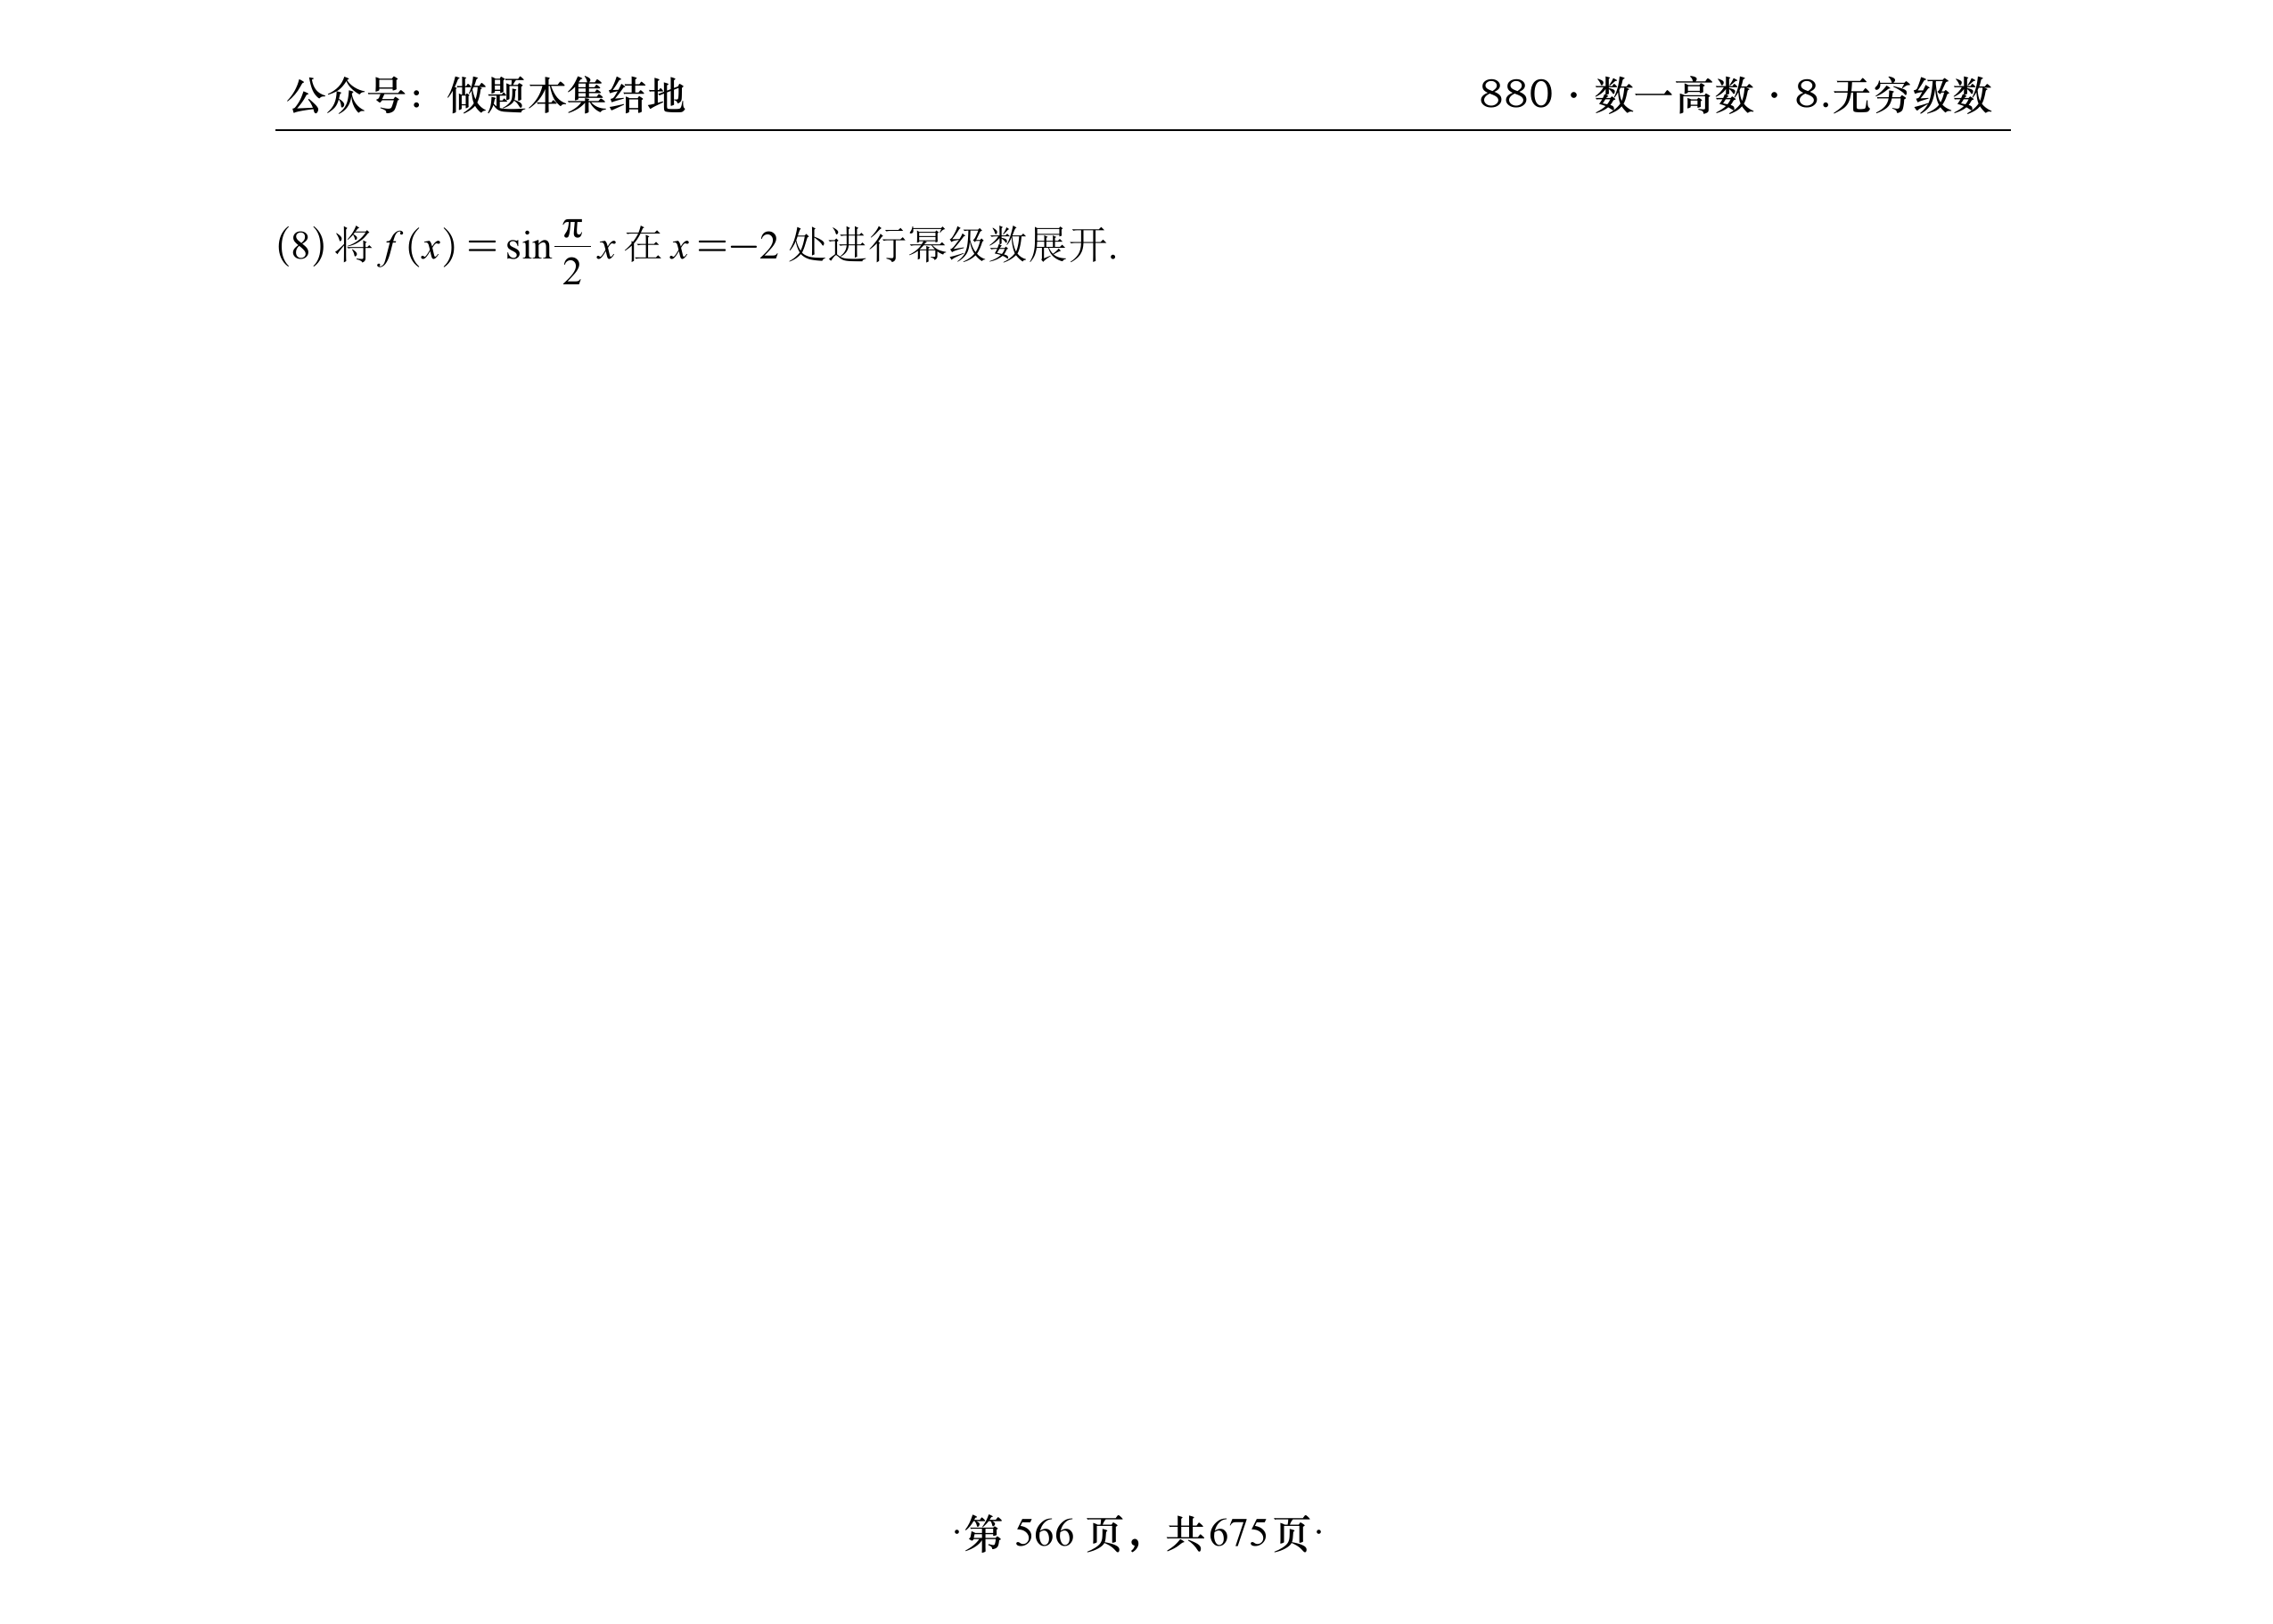 公众号：做题本集结地 880·数一高数·8.无穷级数
(8) 将 f(x) = sin π/2 x 在 x = −2 处进行幂级数展开.
·第 566 页，共675页·